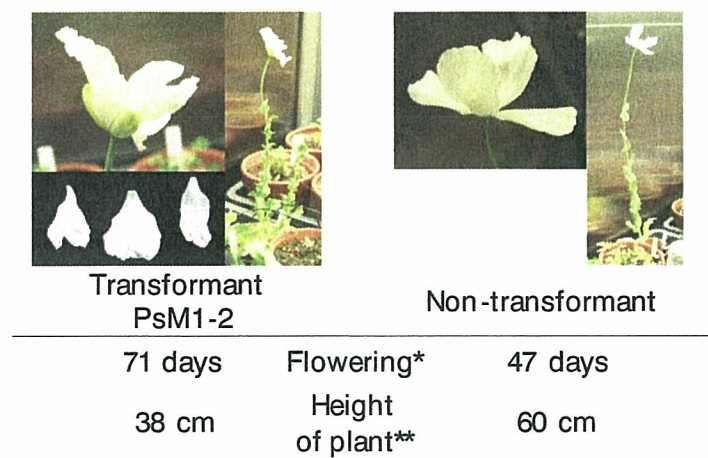 Transformant
PsM1-2
Non-transformant
71 days Flowering* 47 days
38 cm Height of plant** 60 cm